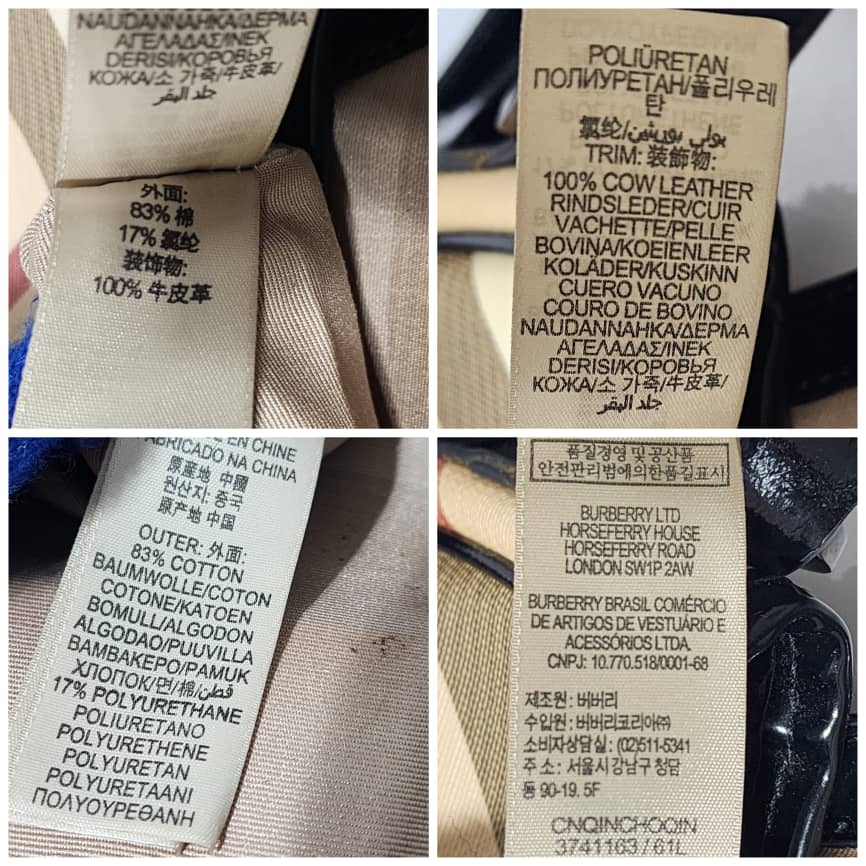 NAUDANNAHKA/ΔΕΡΜΑ
ΑΓΕΛΑΔΑΣ/INEK
DERISI/КОРОВЬЯ
КОЖА/소 가죽/牛皮革/
جلد البقر
外面:
83% 棉
17% 氯纶
装饰物:
100% 牛皮革
POLIÜRETAN
ПОЛИУРЕТАН/폴리우레
탄
氯纶/بولي يوريثين
TRIM: 装飾物:
100% COW LEATHER
RINDSLEDER/CUIR
VACHETTE/PELLE
BOVINA/KOEIENLEER
KOLÄDER/KUSKINN
CUERO VACUNO
COURO DE BOVINO
NAUDANNAHKA/ΔΕΡΜΑ
ΑΓΕΛΑΔΑΣ/INEK
DERISI/КОРОВЬЯ
КОЖА/소 가죽/牛皮革/
جلد البقر
EN CHINE
FABRICADO NA CHINA
原産地 中國
원산지: 중국
原产地 中国
OUTER: 外面:
83% COTTON
BAUMWOLLE/COTON
COTONE/KATOEN
BOMULL/ALGODON
ALGODAO/PUUVILLA
ΒΑΜΒΑΚΕΡΟ/PAMUK
ХЛОПОК/면/棉/قطن
17% POLYURETHANE
POLIURETANO
POLYURETHENE
POLYURETAN
POLYURETAANI
ΠΟΛΥΟΥΡΕΘΑΝΗ
품질경영 및 공산품
안전관리법에의한품질표시
BURBERRY LTD
HORSEFERRY HOUSE
HORSEFERRY ROAD
LONDON SW1P 2AW
BURBERRY BRASIL COMÉRCIO
DE ARTIGOS DE VESTUÁRIO E
ACESSÓRIOS LTDA.
CNPJ: 10.770.518/0001-68
제조원 : 버버리
수입원 : 버버리코리아㈜
소비자상담실 : (02)511-5341
주 소 : 서울시 강남구 청담
동 90-19. 5F
CNQINCHOQIN
3741163 / 61L